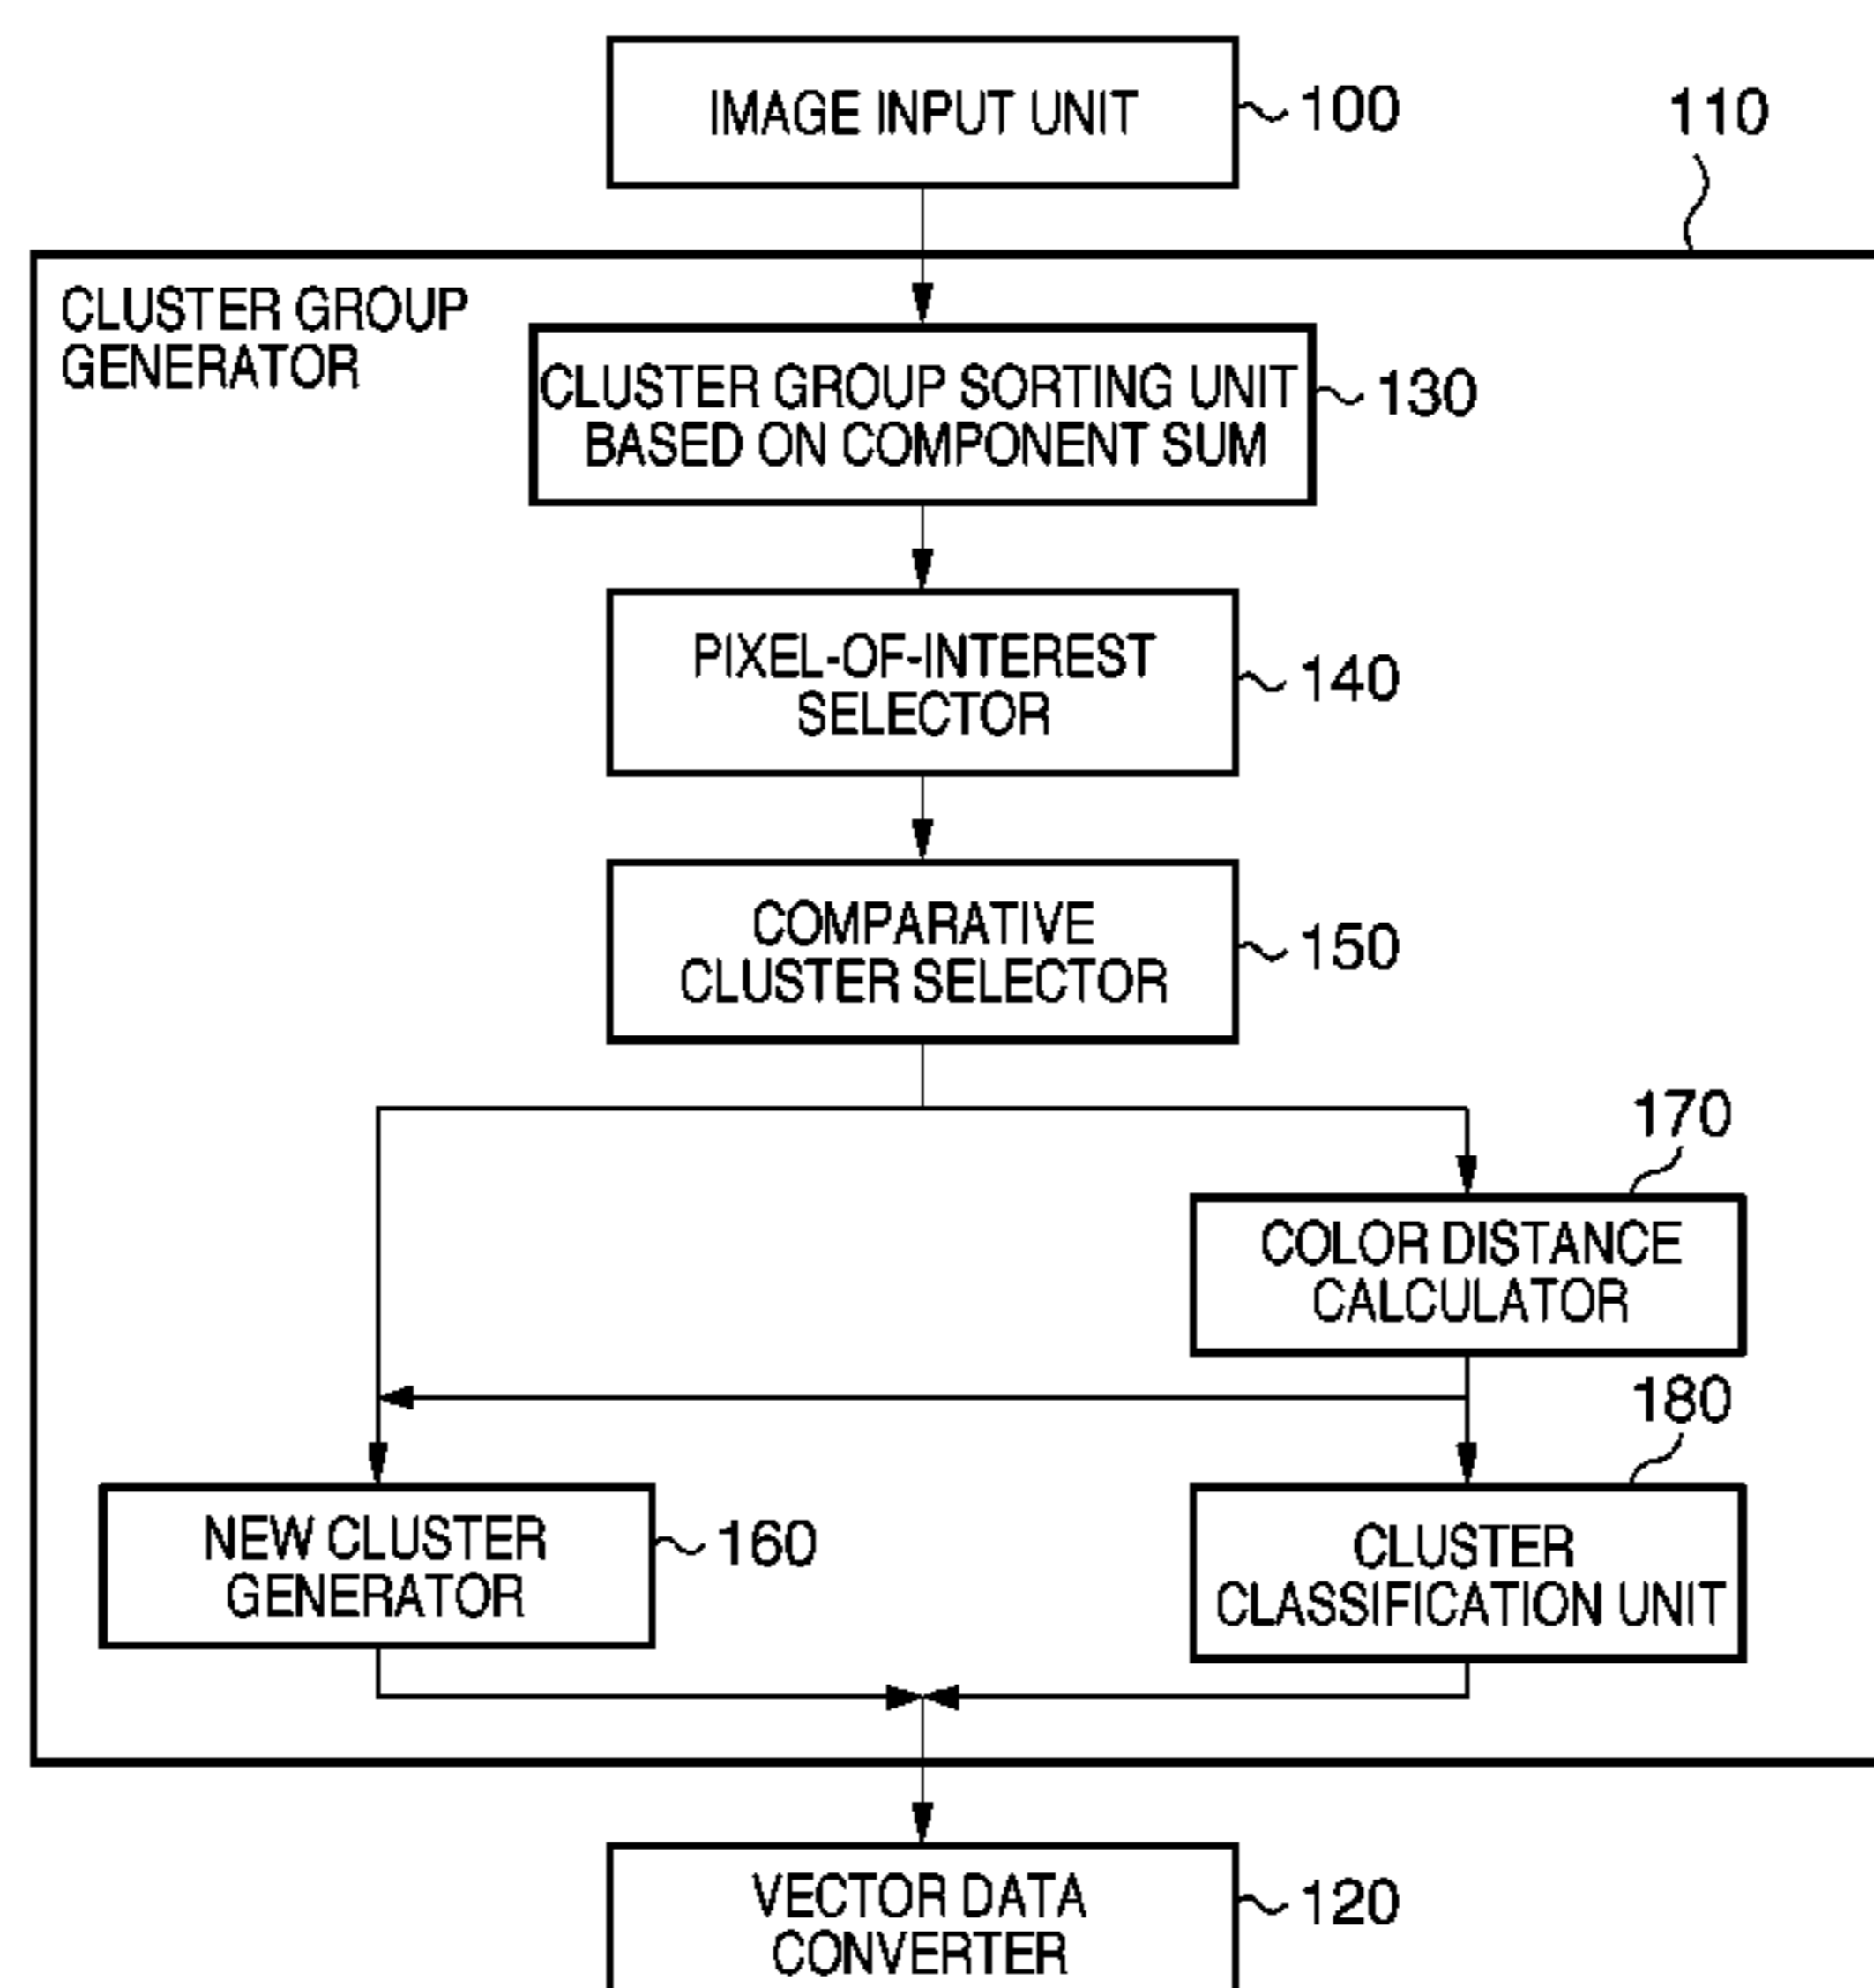 IMAGE INPUT UNIT
100
110
CLUSTER GROUP
GENERATOR
CLUSTER GROUP SORTING UNIT
BASED ON COMPONENT SUM
130
PIXEL-OF-INTEREST
SELECTOR
140
COMPARATIVE
CLUSTER SELECTOR
150
170
COLOR DISTANCE
CALCULATOR
180
NEW CLUSTER
GENERATOR
160
CLUSTER
CLASSIFICATION UNIT
VECTOR DATA
CONVERTER
120